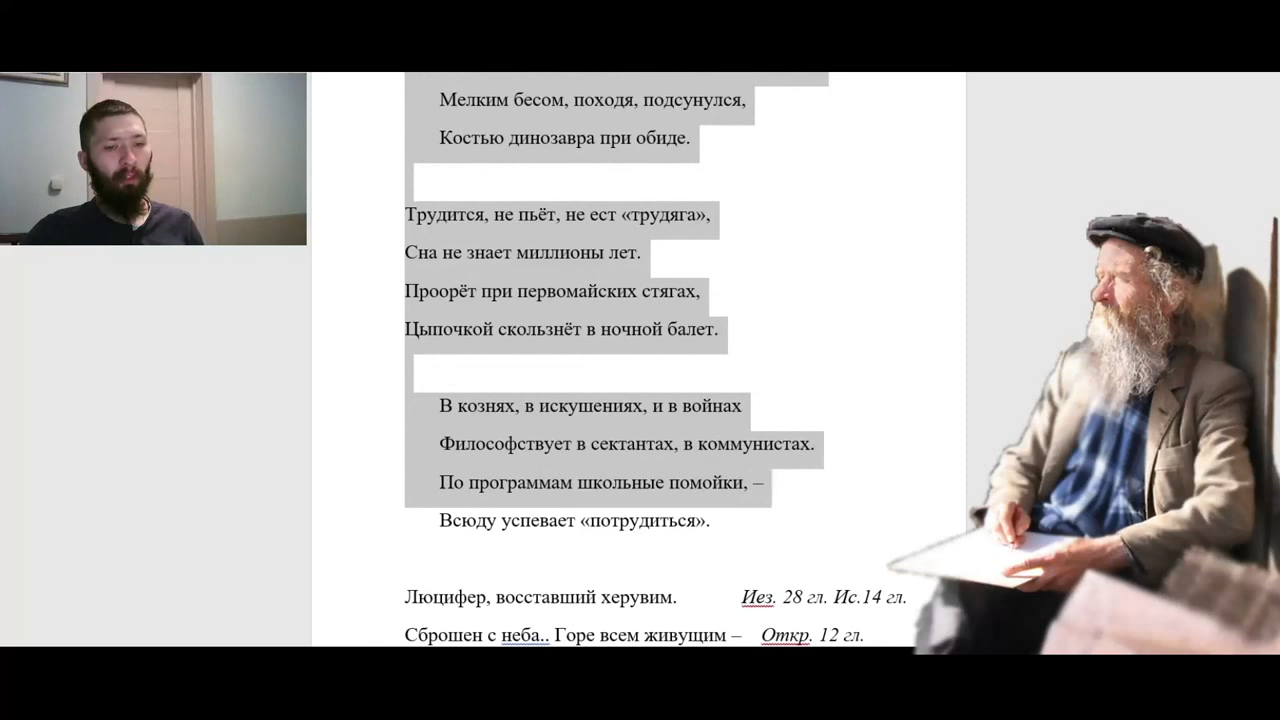 Мелким бесом, походя, подсунулся,
Костью динозавра при обиде.
Трудится, не пьёт, не ест «трудяга»,
Сна не знает миллионы лет.
Проорёт при первомайских стягах,
Цыпочкой скользнёт в ночной балет.
В кознях, в искушениях, и в войнах
Философствует в сектантах, в коммунистах.
По программам школьные помойки, –
Всюду успевает «потрудиться».
Люцифер, восставший херувим. Иез. 28 гл. Ис.14 гл.
Сброшен с неба.. Горе всем живущим – Откр. 12 гл.